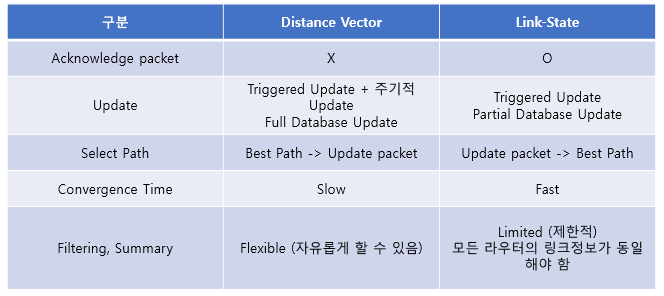 구분 Distance Vector Link-State
Acknowledge packet X O
Update
Triggered Update + 주기적
Update
Full Database Update
Triggered Update
Partial Database Update
Select Path Best Path -> Update packet Update packet -> Best Path
Convergence Time Slow Fast
Filtering, Summary Flexible (자유롭게 할 수 있음)
Limited (제한적)
모든 라우터의 링크정보가 동일
해야 함